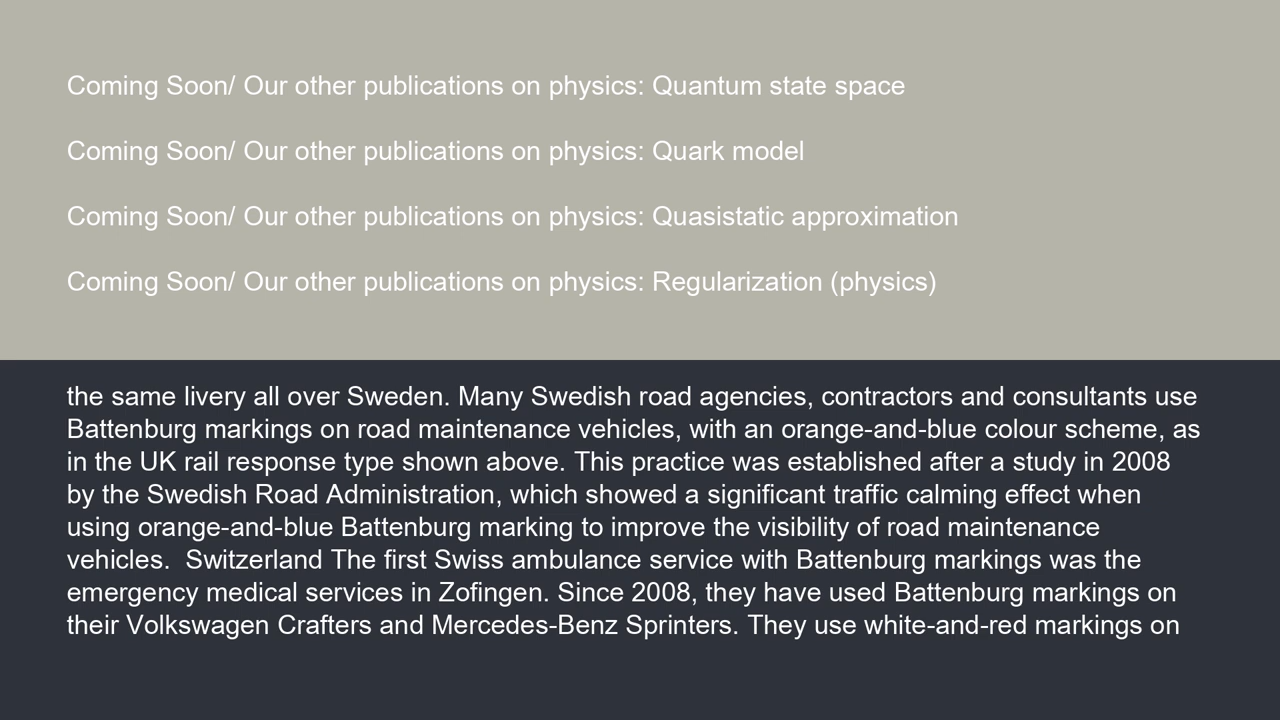 Coming Soon/ Our other publications on physics: Quantum state space
Coming Soon/ Our other publications on physics: Quark model
Coming Soon/ Our other publications on physics: Quasistatic approximation
Coming Soon/ Our other publications on physics: Regularization (physics)
the same livery all over Sweden. Many Swedish road agencies, contractors and consultants use
Battenburg markings on road maintenance vehicles, with an orange-and-blue colour scheme, as
in the UK rail response type shown above. This practice was established after a study in 2008
by the Swedish Road Administration, which showed a significant traffic calming effect when
using orange-and-blue Battenburg marking to improve the visibility of road maintenance
vehicles.  Switzerland The first Swiss ambulance service with Battenburg markings was the
emergency medical services in Zofingen. Since 2008, they have used Battenburg markings on
their Volkswagen Crafters and Mercedes-Benz Sprinters. They use white-and-red markings on